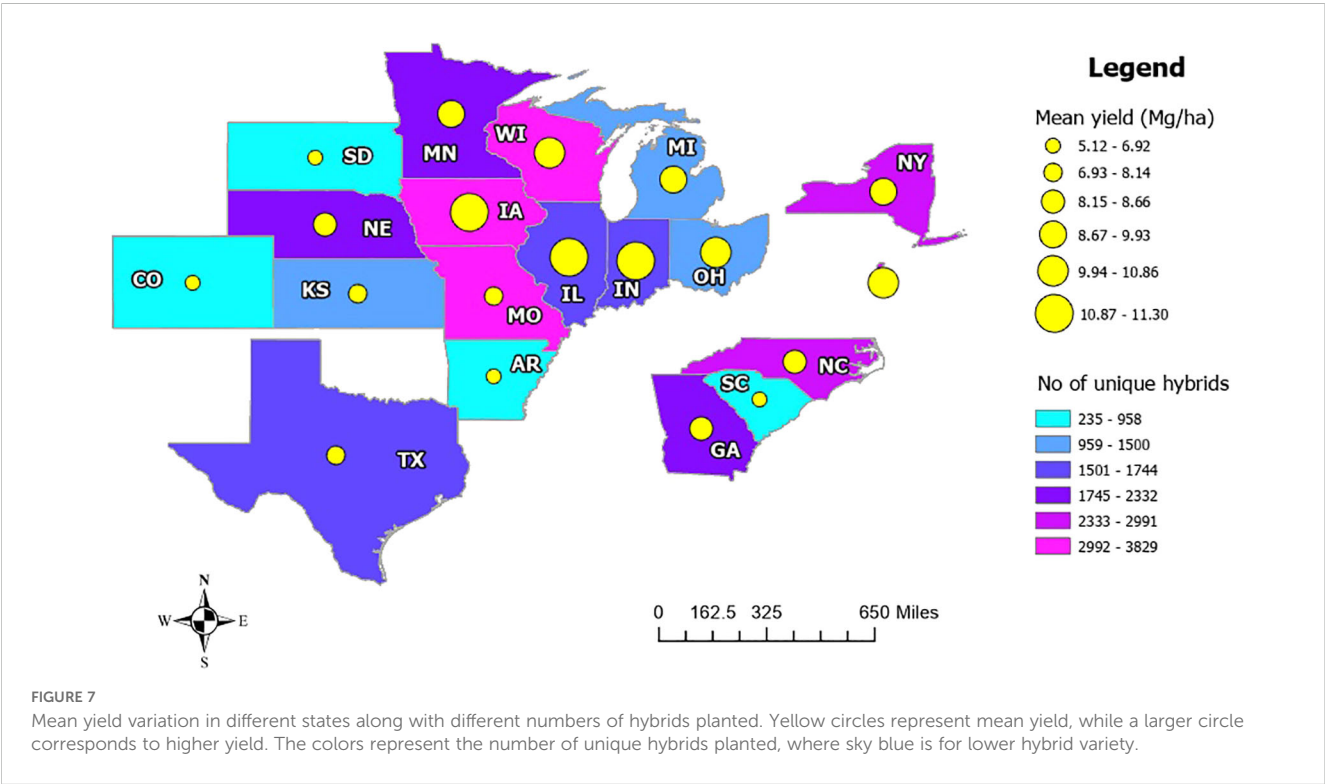 Legend
Mean yield (Mg/ha)
5.12 - 6.92
6.93 - 8.14
8.15 - 8.66
8.67 - 9.93
9.94 - 10.86
10.87 - 11.30
No of unique hybrids
235 - 958
959 - 1500
1501 - 1744
1745 - 2332
2333 - 2991
2992 - 3829
WI
MN
SD
MI
NY
IA
NE
CO
KS
IL
IN
OH
MO
AR
NC
SC
GA
TX
N
W E
S
0 162.5 325 650 Miles
FIGURE 7
Mean yield variation in different states along with different numbers of hybrids planted. Yellow circles represent mean yield, while a larger circle
corresponds to higher yield. The colors represent the number of unique hybrids planted, where sky blue is for lower hybrid variety.